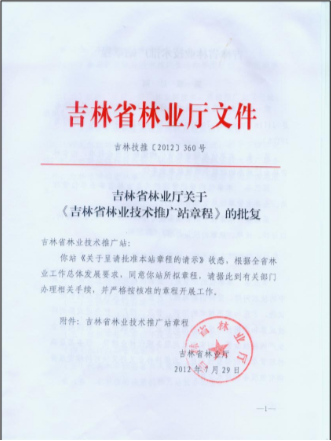 吉林省林业厅文件
吉林技推〔2012〕360号
吉林省林业厅关于
《吉林省林业技术推广站章程》的批复
吉林省林业技术推广站:
你站《关于呈请批准本站章程的请示》收悉，根据全省林
业工作总体发展要求，同意你站所拟章程，请据此到有关部门
办理相关手续，并严格按核准的章程开展工作。
附件：吉林省林业技术推广站章程
吉林省林业厅
2012年7月29日
—1—